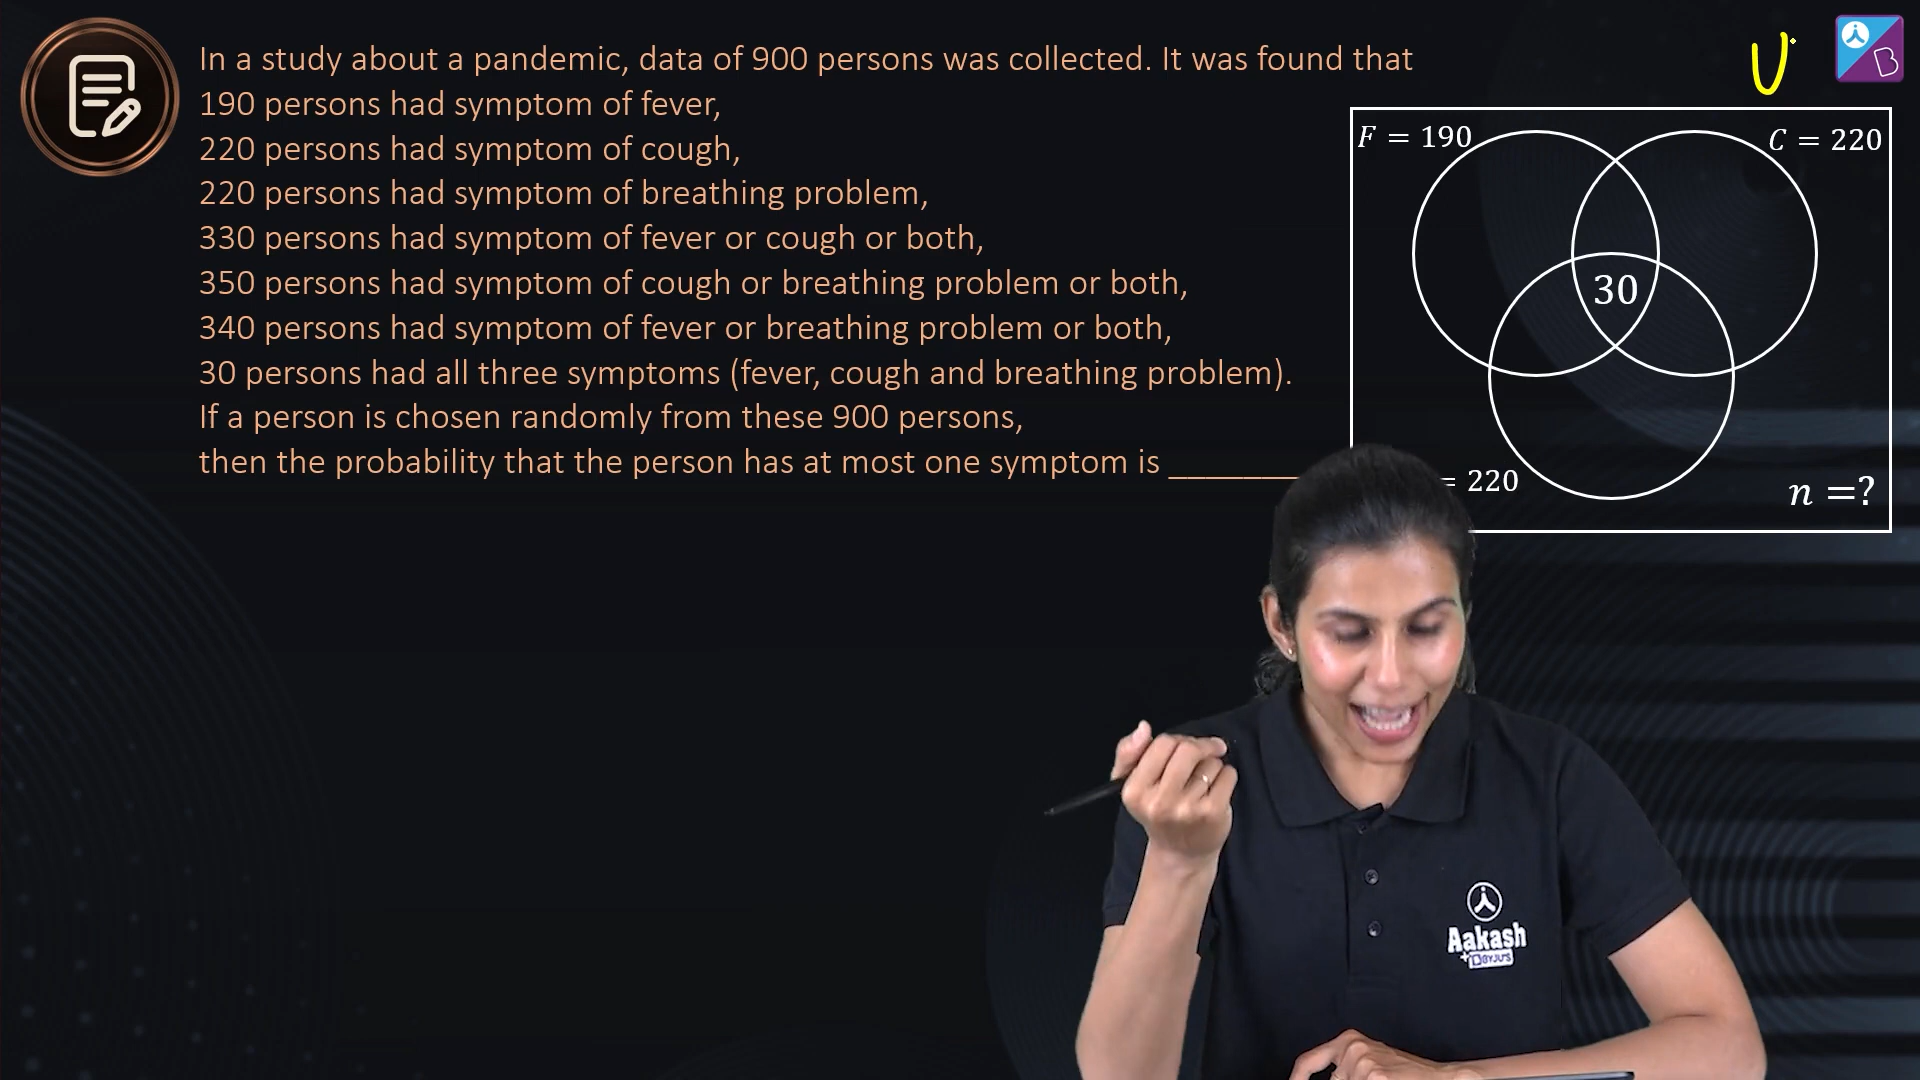 In a study about a pandemic, data of 900 persons was collected. It was found that
190 persons had symptom of fever,
220 persons had symptom of cough,
220 persons had symptom of breathing problem,
330 persons had symptom of fever or cough or both,
350 persons had symptom of cough or breathing problem or both,
340 persons had symptom of fever or breathing problem or both,
30 persons had all three symptoms (fever, cough and breathing problem).
If a person is chosen randomly from these 900 persons,
then the probability that the person has at most one symptom is ________
U
B
F = 190
C = 220
30
= 220
n =?
Aakash
+BYJU'S